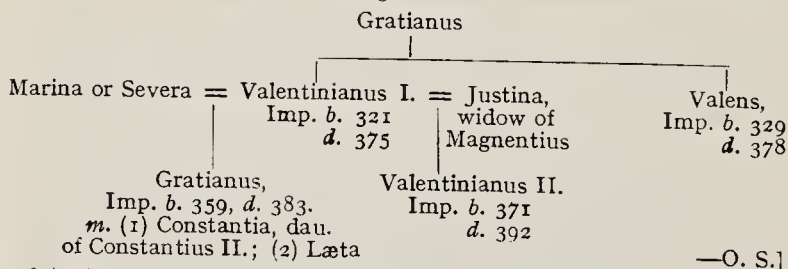 Gratianus
Marina or Severa = Valentinianus I. = Justina,
Imp. b. 321
d. 375
widow of
Magnentius
Valens,
Imp. b. 329
d. 378
Gratianus,
Imp. b. 359, d. 383.
m. (1) Constantia, dau.
of Constantius II.; (2) Læta
Valentinianus II.
Imp. b. 371
d. 392
—O. S.]